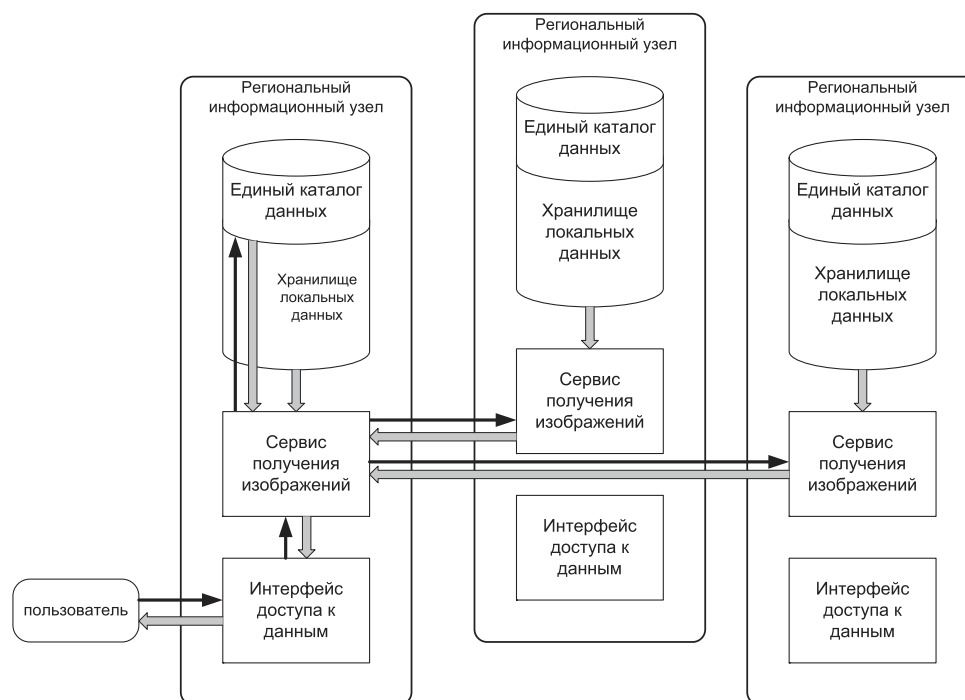 Региональный
информационный узел
Единый каталог
данных
Хранилище
локальных
данных
Сервис
получения
изображений
Интерфейс
доступа к
данным
пользователь
Региональный
информационный узел
Единый каталог
данных
Хранилище
локальных
данных
Сервис
получения
изображений
Интерфейс
доступа к
данным
Региональный
информационный узел
Единый каталог
данных
Хранилище
локальных
данных
Сервис
получения
изображений
Интерфейс
доступа к
данным